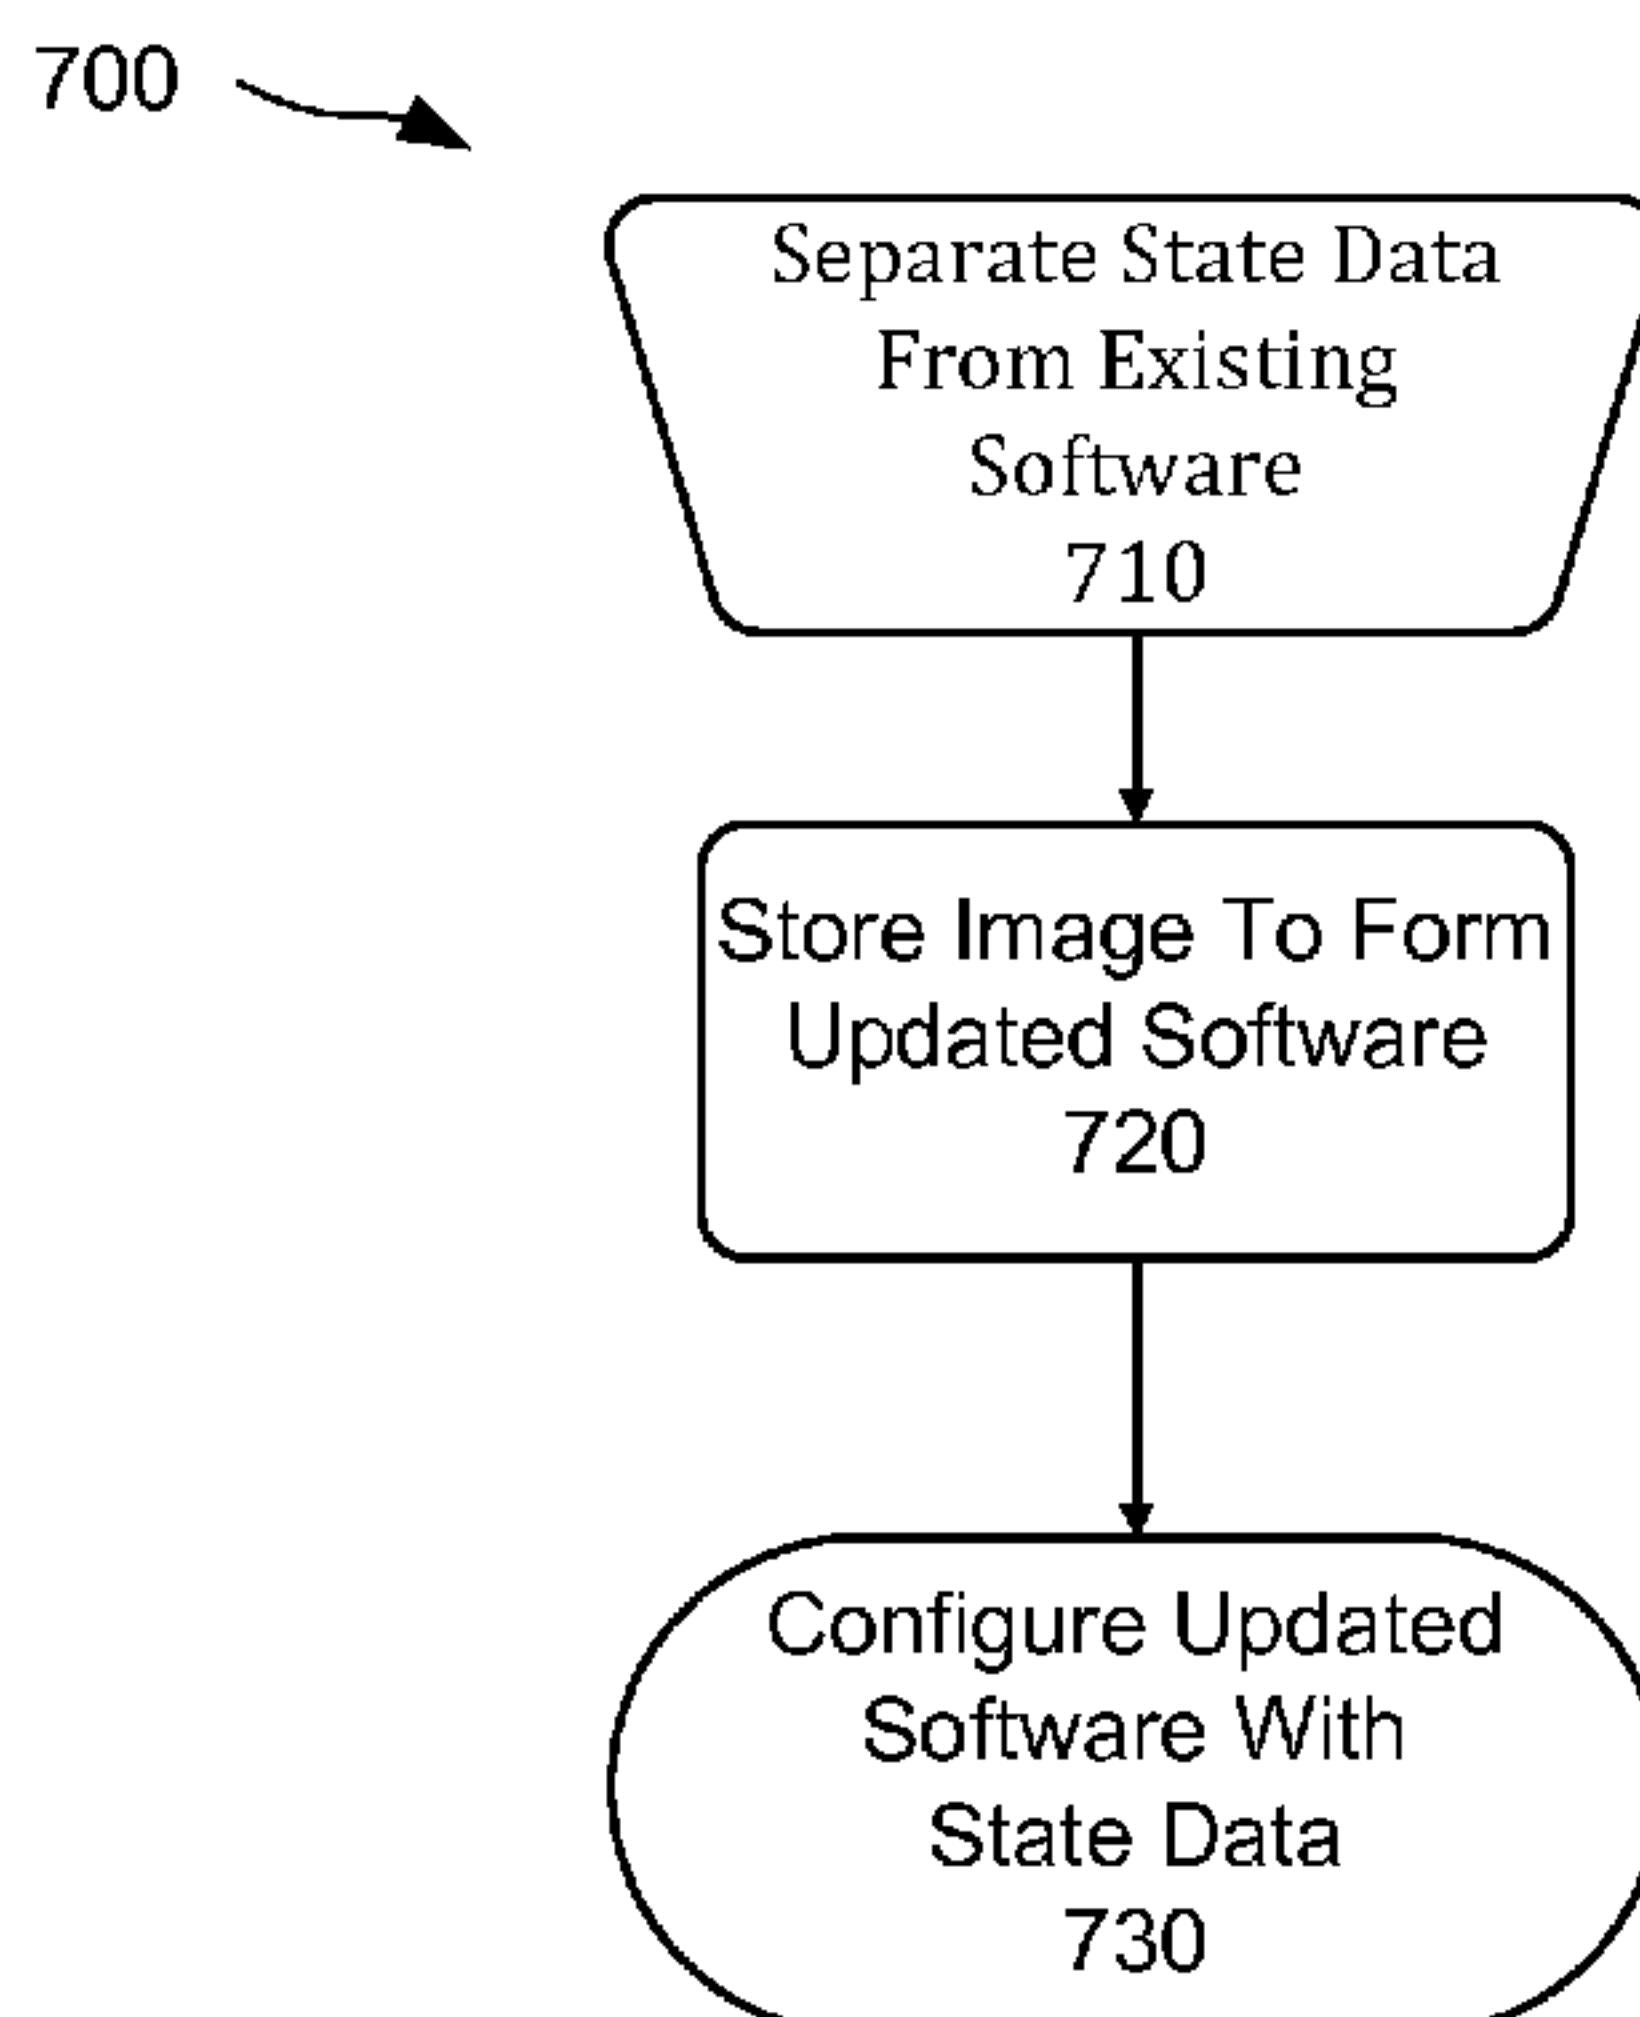 700
Separate State Data
From Existing
Software
710
Store Image To Form
Updated Software
720
Configure Updated
Software With
State Data
730